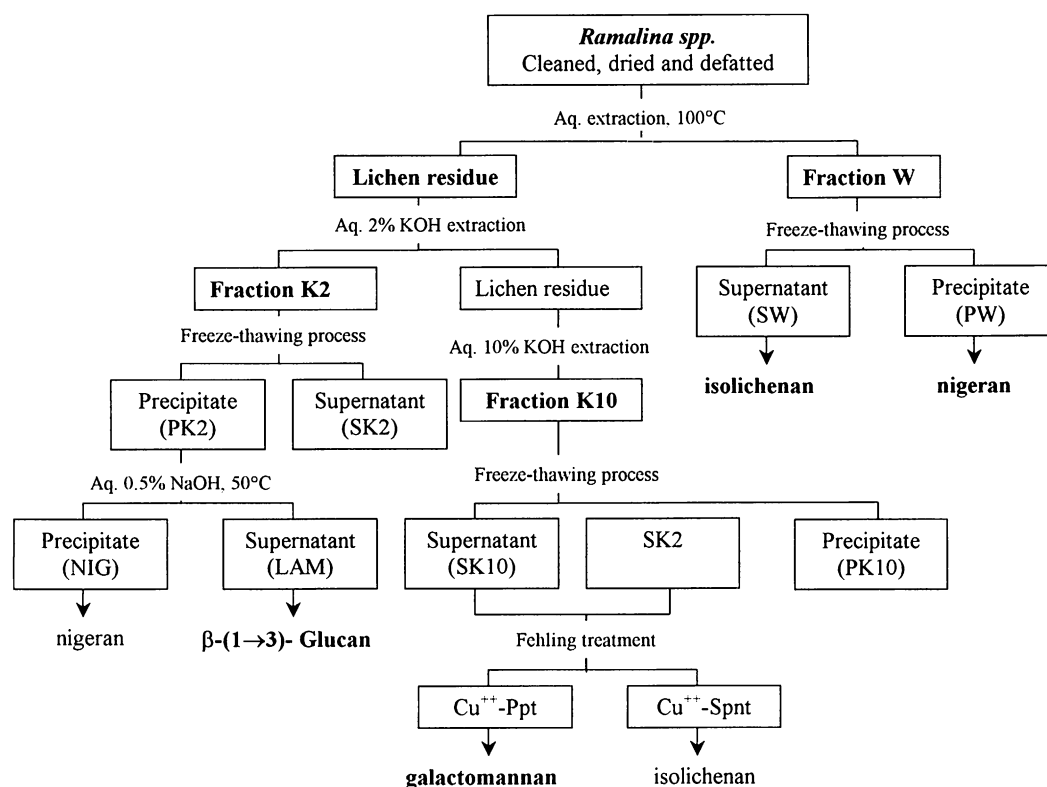 Ramalina spp.
Cleaned, dried and defatted
Aq. extraction, 100°C
Lichen residue
Fraction W
Aq. 2% KOH extraction
Freeze-thawing process
Fraction K2
Lichen residue
Supernatant
(SW)
Precipitate
(PW)
Freeze-thawing process
Aq. 10% KOH extraction
isolichenan
nigeran
Precipitate
(PK2)
Supernatant
(SK2)
Fraction K10
Aq. 0.5% NaOH, 50°C
Freeze-thawing process
Precipitate
(NIG)
Supernatant
(LAM)
Supernatant
(SK10)
SK2
Precipitate
(PK10)
nigeran
β-(1→3)- Glucan
Fehling treatment
Cu⁺⁺-Ppt
Cu⁺⁺-Spnt
galactomannan
isolichenan